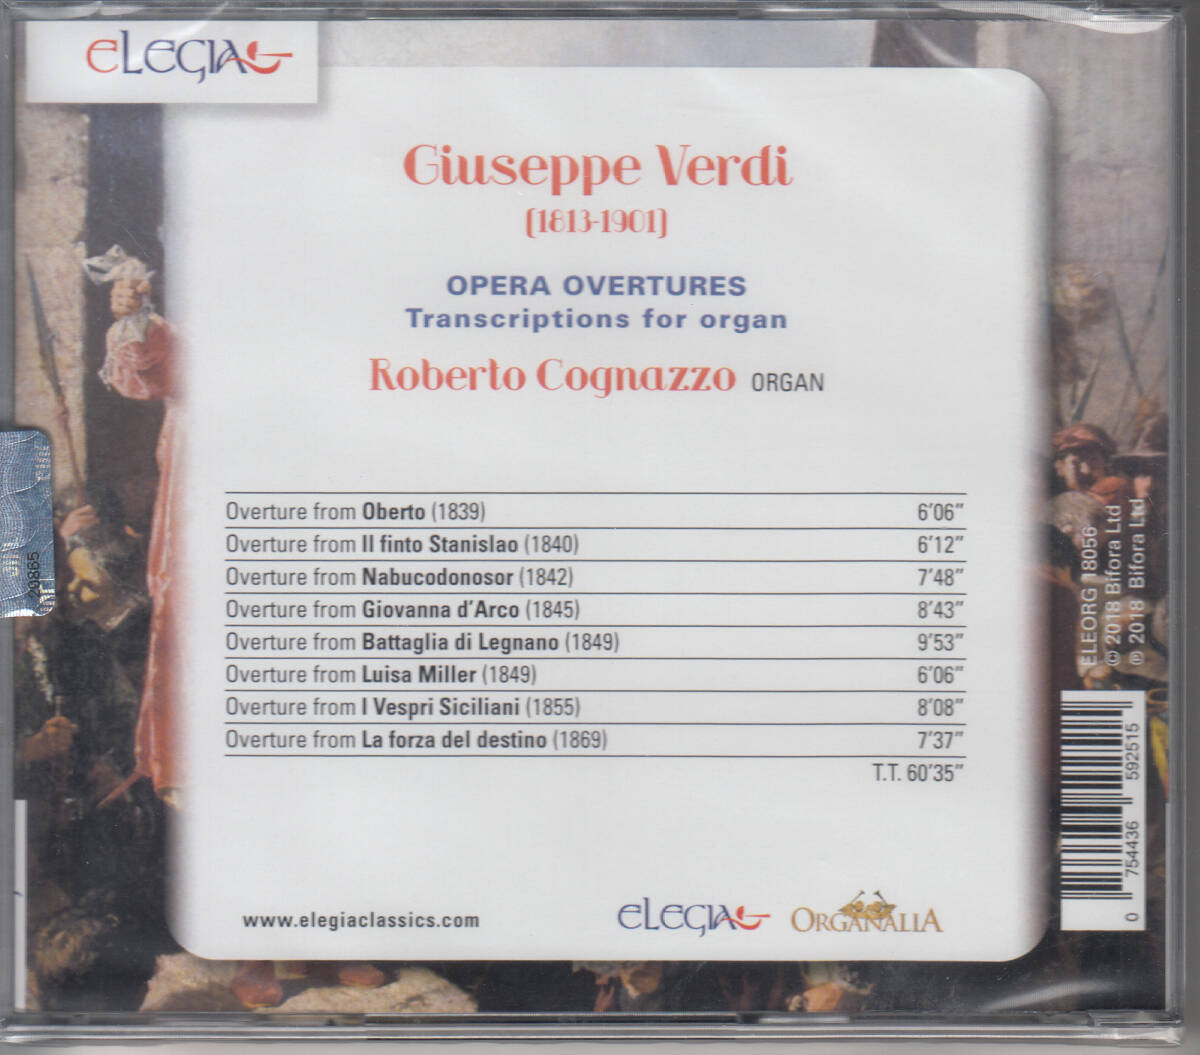 eLEGIA
Giuseppe Verdi
(1813-1901)
OPERA OVERTURES
Transcriptions for organ
Roberto Cognazzo ORGAN
Overture from Oberto (1839) 6'06"
Overture from Il finto Stanislao (1840) 6'12"
Overture from Nabucodonosor (1842) 7'48"
Overture from Giovanna d'Arco (1845) 8'43"
Overture from Battaglia di Legnano (1849) 9'53"
Overture from Luisa Miller (1849) 6'06"
Overture from I Vespri Siciliani (1855) 8'08"
Overture from La forza del destino (1869) 7'37"
T.T. 60'35"
www.elegiaclassics.com
eLEGIA
ORGANALIA
ELEORG 18056
© 2018 Bifora Ltd
℗ 2018 Bifora Ltd
0 754436 592515
20865